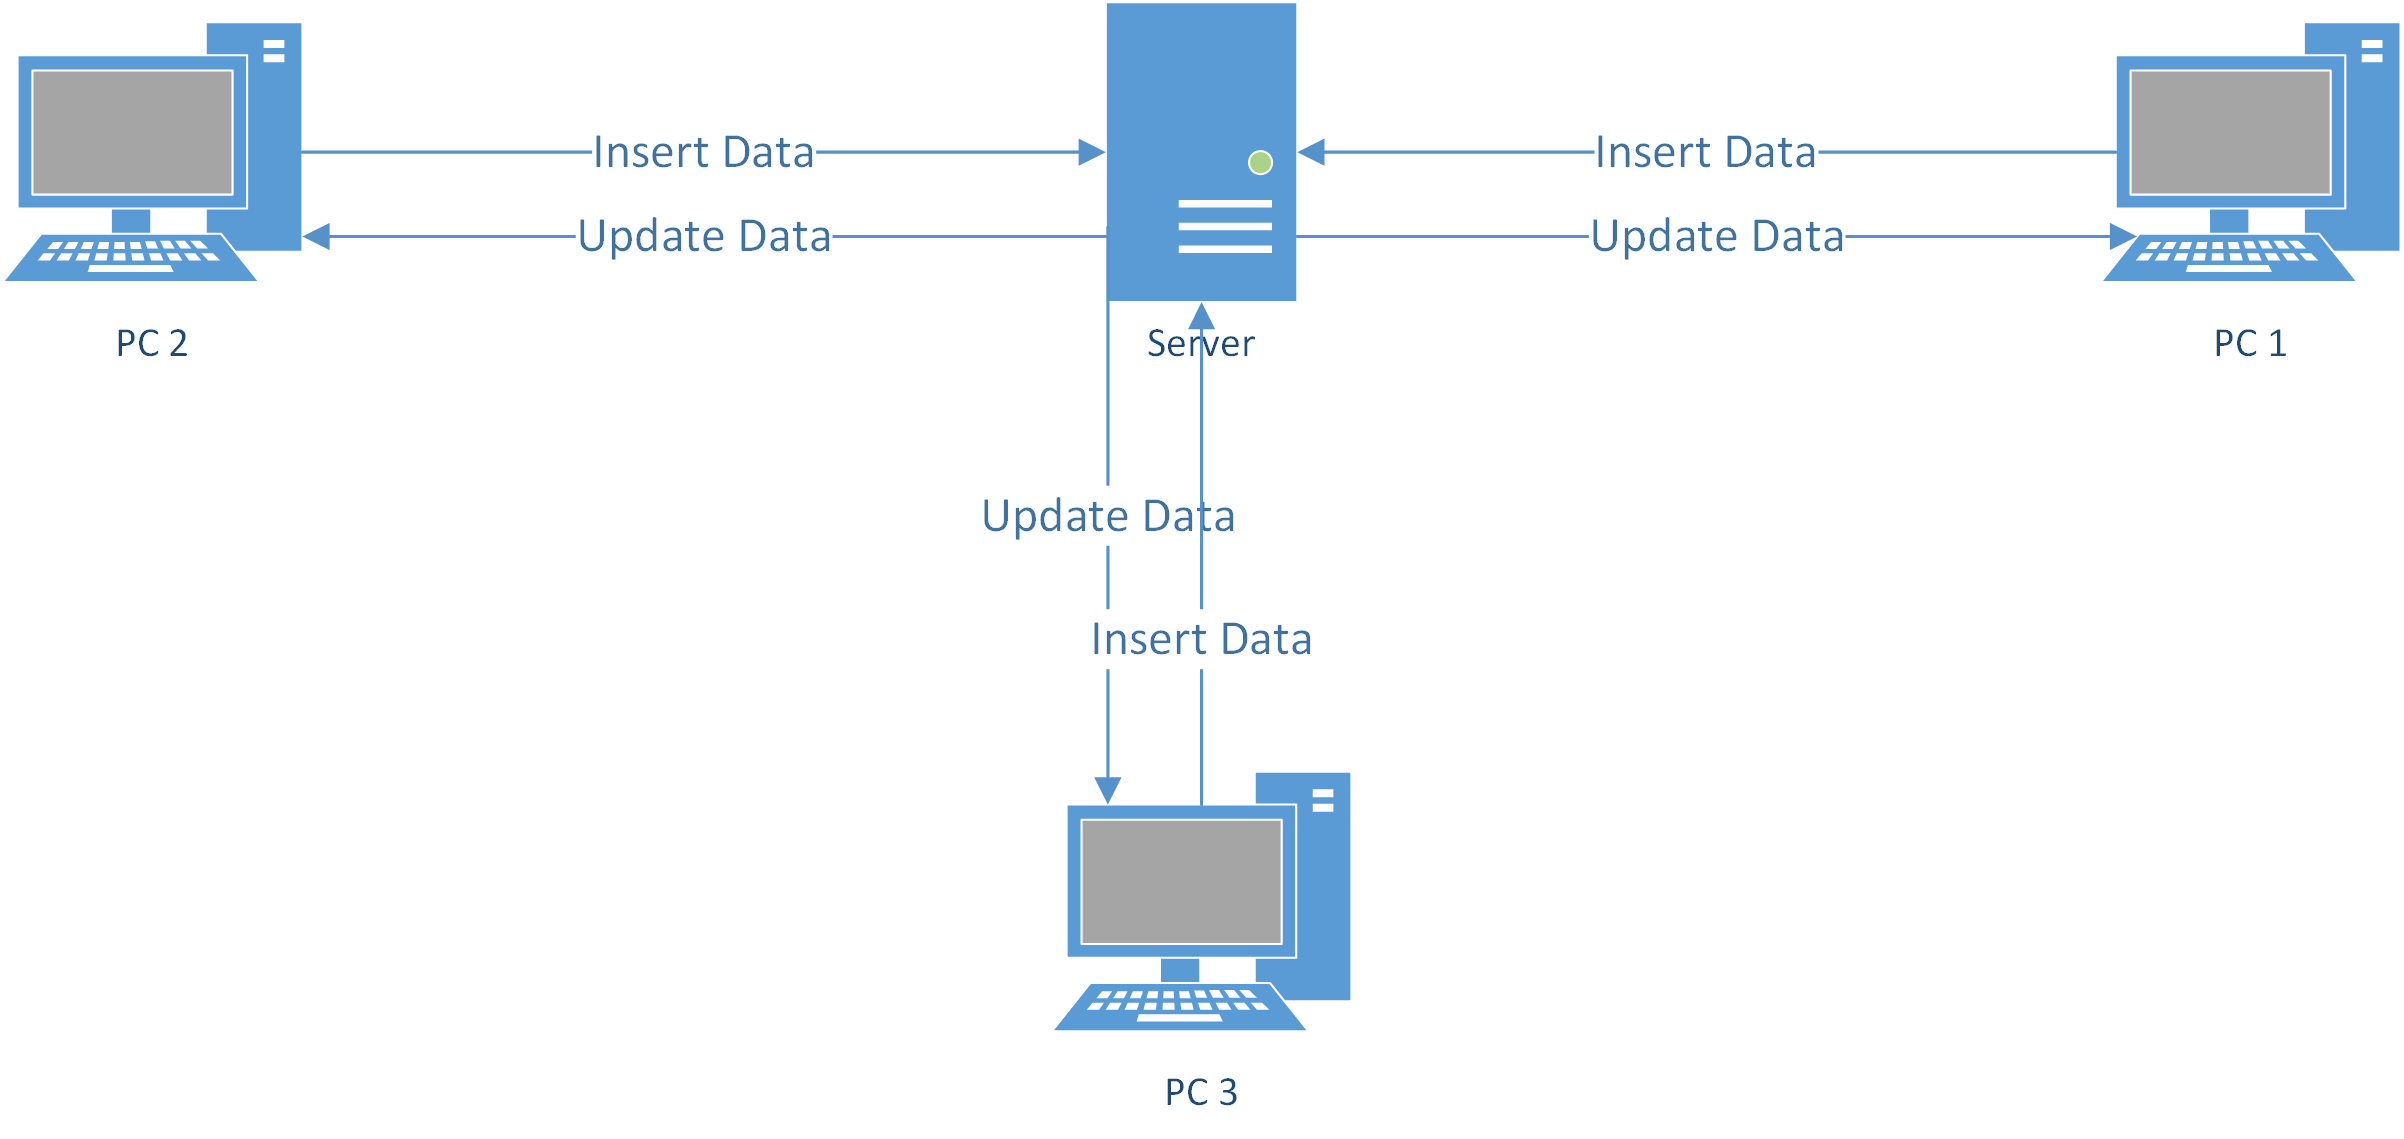 Insert Data
Insert Data
Update Data
Update Data
PC 2
Server
PC 1
Update Data
Insert Data
PC 3